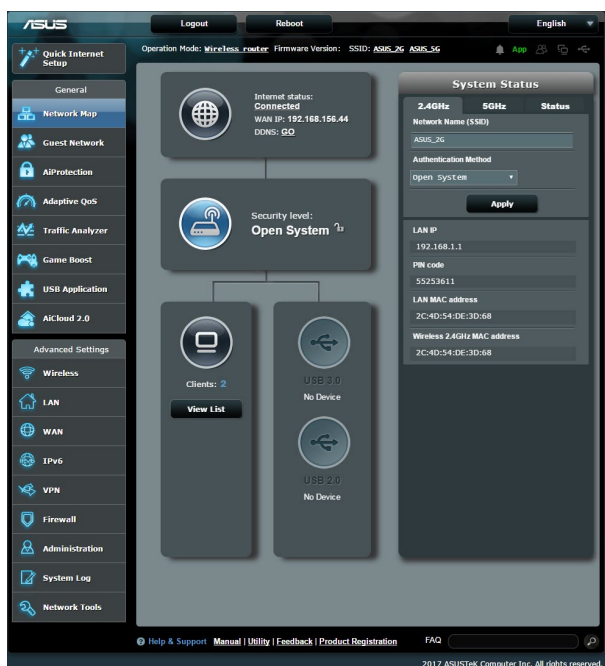 ASUS
Logout
Reboot
English
Quick Internet Setup
Operation Mode: Wireless router Firmware Version: SSID: ASUS_2G ASUS_5G
App
General
Network Map
Guest Network
AiProtection
Adaptive QoS
Traffic Analyzer
Game Boost
USB Application
AiCloud 2.0
Advanced Settings
Wireless
LAN
WAN
IPv6
VPN
Firewall
Administration
System Log
Network Tools
Internet status:
Connected
WAN IP: 192.168.156.44
DDNS: GO
Security level:
Open System
Clients: 2
View List
USB 3.0
No Device
USB 2.0
No Device
System Status
2.4GHz 5GHz Status
Network Name (SSID)
ASUS_2G
Authentication Method
Open System
Apply
LAN IP
192.168.1.1
PIN code
55253611
LAN MAC address
2C:4D:54:DE:3D:68
Wireless 2.4GHz MAC address
2C:4D:54:DE:3D:68
Help & Support Manual | Utility | Feedback | Product Registration FAQ
2017 ASUSTeK Computer Inc. All rights reserved.